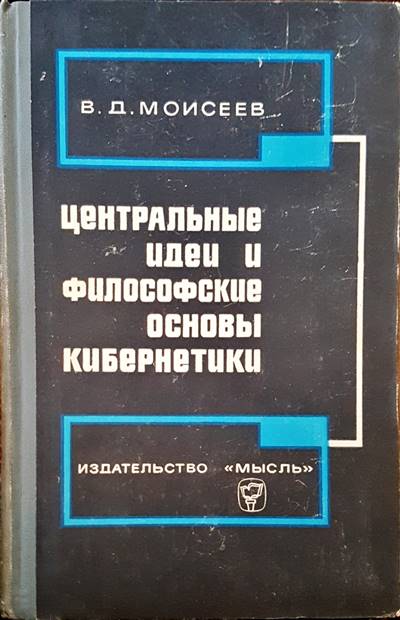 В. Д. МОИСЕЕВ
ЦЕНТРАЛЬНЫЕ
ИДЕИ И
ФИЛОСОФСКИЕ
ОСНОВЫ
КИБЕРНЕТИКИ
ИЗДАТЕЛЬСТВО «МЫСЛЬ»